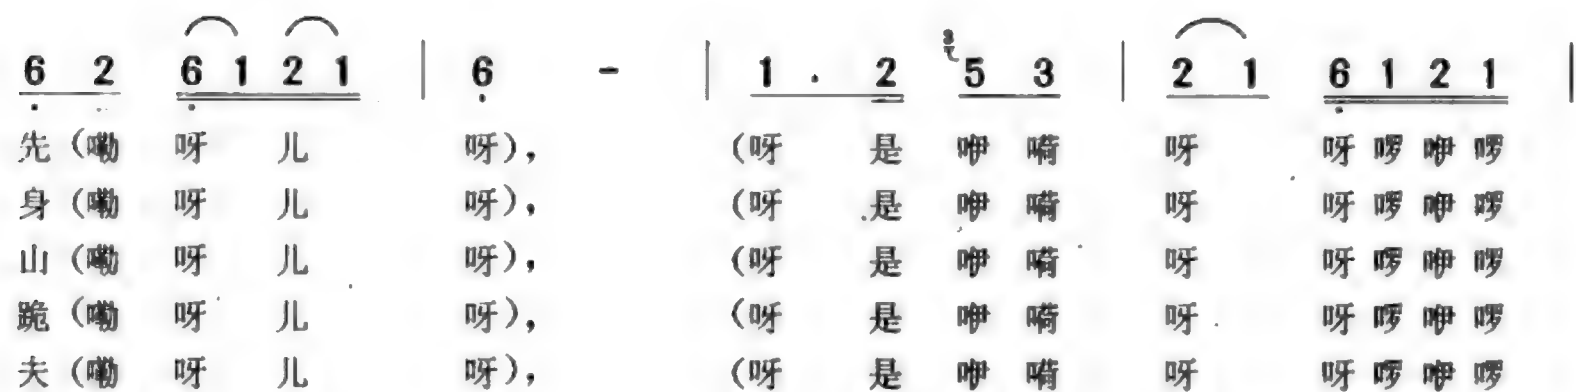 6 2 6 1 2 1 | 6 - | 1 . 2 5 3 | 2 1 6 1 2 1 |
先（嘞 呀 儿 呀）， （呀 是 咿 嗬 呀 呀 啰 咿 啰
身（嘞 呀 儿 呀）， （呀 是 咿 嗬 呀 呀 啰 咿 啰
山（嘞 呀 儿 呀）， （呀 是 咿 嗬 呀 呀 啰 咿 啰
跪（嘞 呀 儿 呀）， （呀 是 咿 嗬 呀 呀 啰 咿 啰
夫（嘞 呀 儿 呀）， （呀 是 咿 嗬 呀 呀 啰 咿 啰